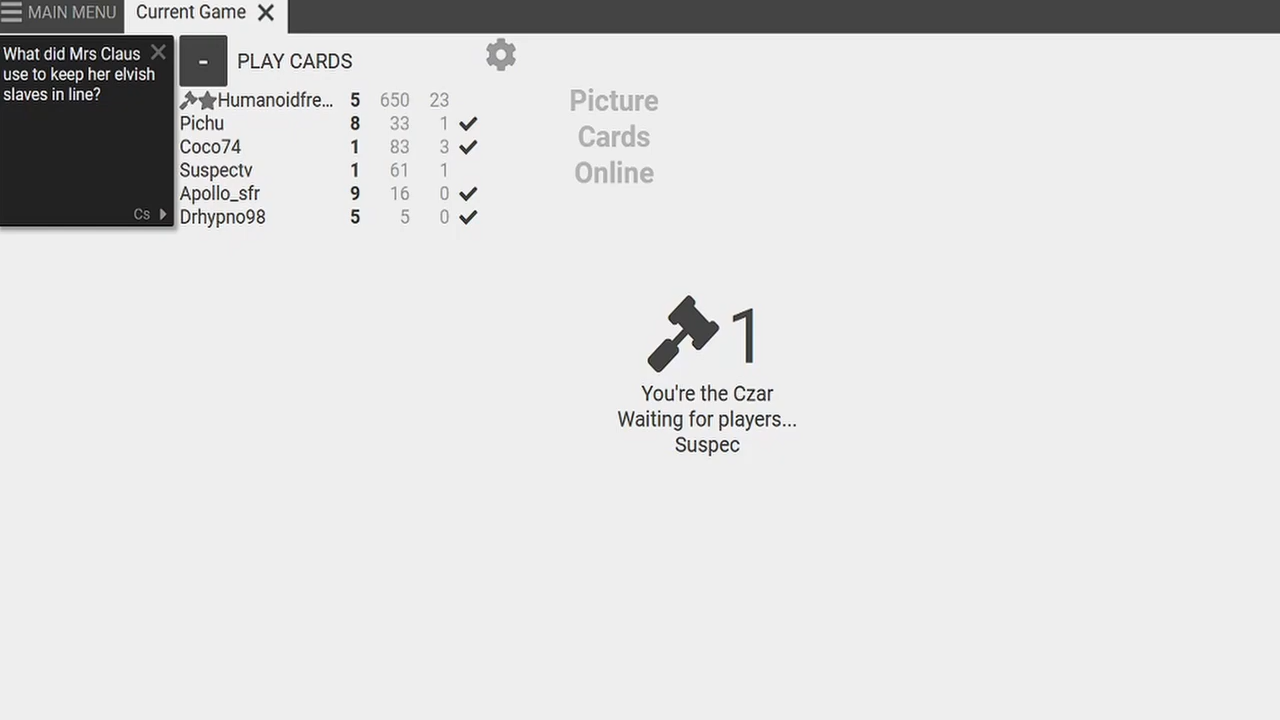 MAIN MENU
Current Game
What did Mrs Claus
use to keep her elvish
slaves in line?
Cs
-
PLAY CARDS
Humanoidfre... 5 650 23
Pichu 8 33 1
Coco74 1 83 3
Suspectv 1 61 1
Apollo_sfr 9 16 0
Drhypno98 5 5 0
Picture
Cards
Online
1
You're the Czar
Waiting for players...
Suspec